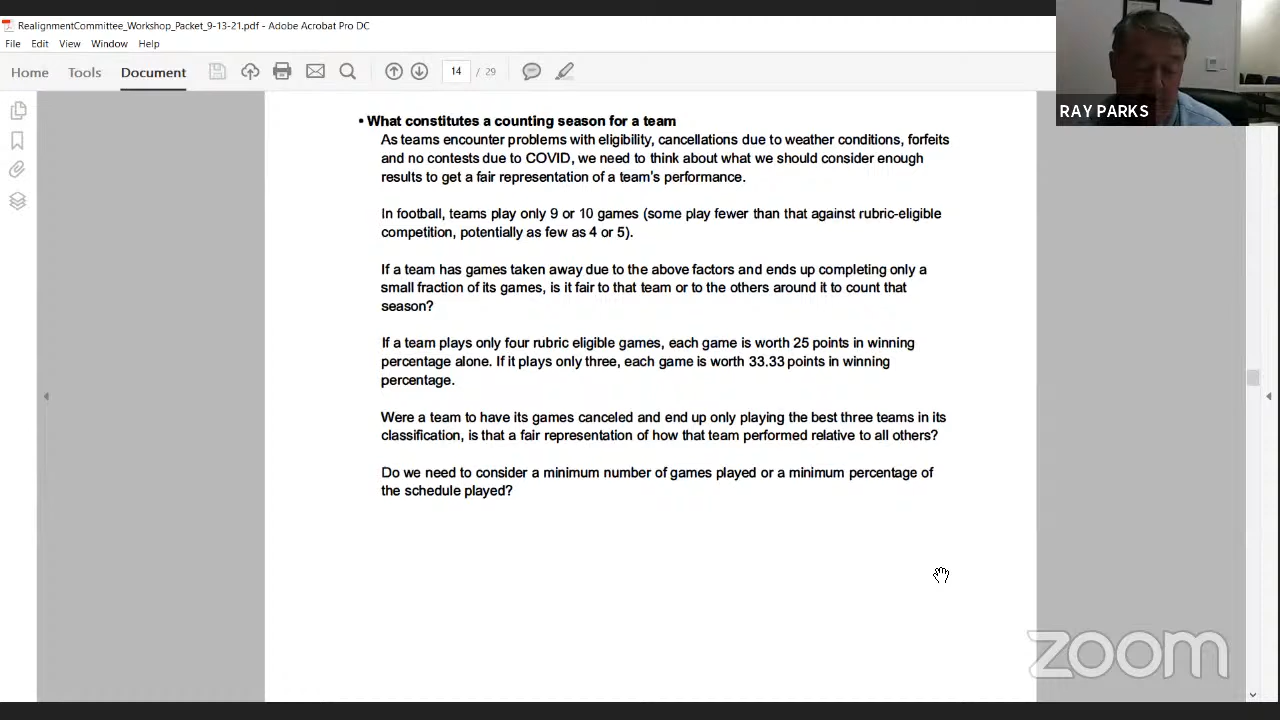 RealignmentCommittee_Workshop_Packet_9-13-21.pdf - Adobe Acrobat Pro DC
File Edit View Window Help
Home Tools Document 14 / 29
RAY PARKS
• What constitutes a counting season for a team
As teams encounter problems with eligibility, cancellations due to weather conditions, forfeits
and no contests due to COVID, we need to think about what we should consider enough
results to get a fair representation of a team's performance.
In football, teams play only 9 or 10 games (some play fewer than that against rubric-eligible
competition, potentially as few as 4 or 5).
If a team has games taken away due to the above factors and ends up completing only a
small fraction of its games, is it fair to that team or to the others around it to count that
season?
If a team plays only four rubric eligible games, each game is worth 25 points in winning
percentage alone. If it plays only three, each game is worth 33.33 points in winning
percentage.
Were a team to have its games canceled and end up only playing the best three teams in its
classification, is that a fair representation of how that team performed relative to all others?
Do we need to consider a minimum number of games played or a minimum percentage of
the schedule played?
zoom